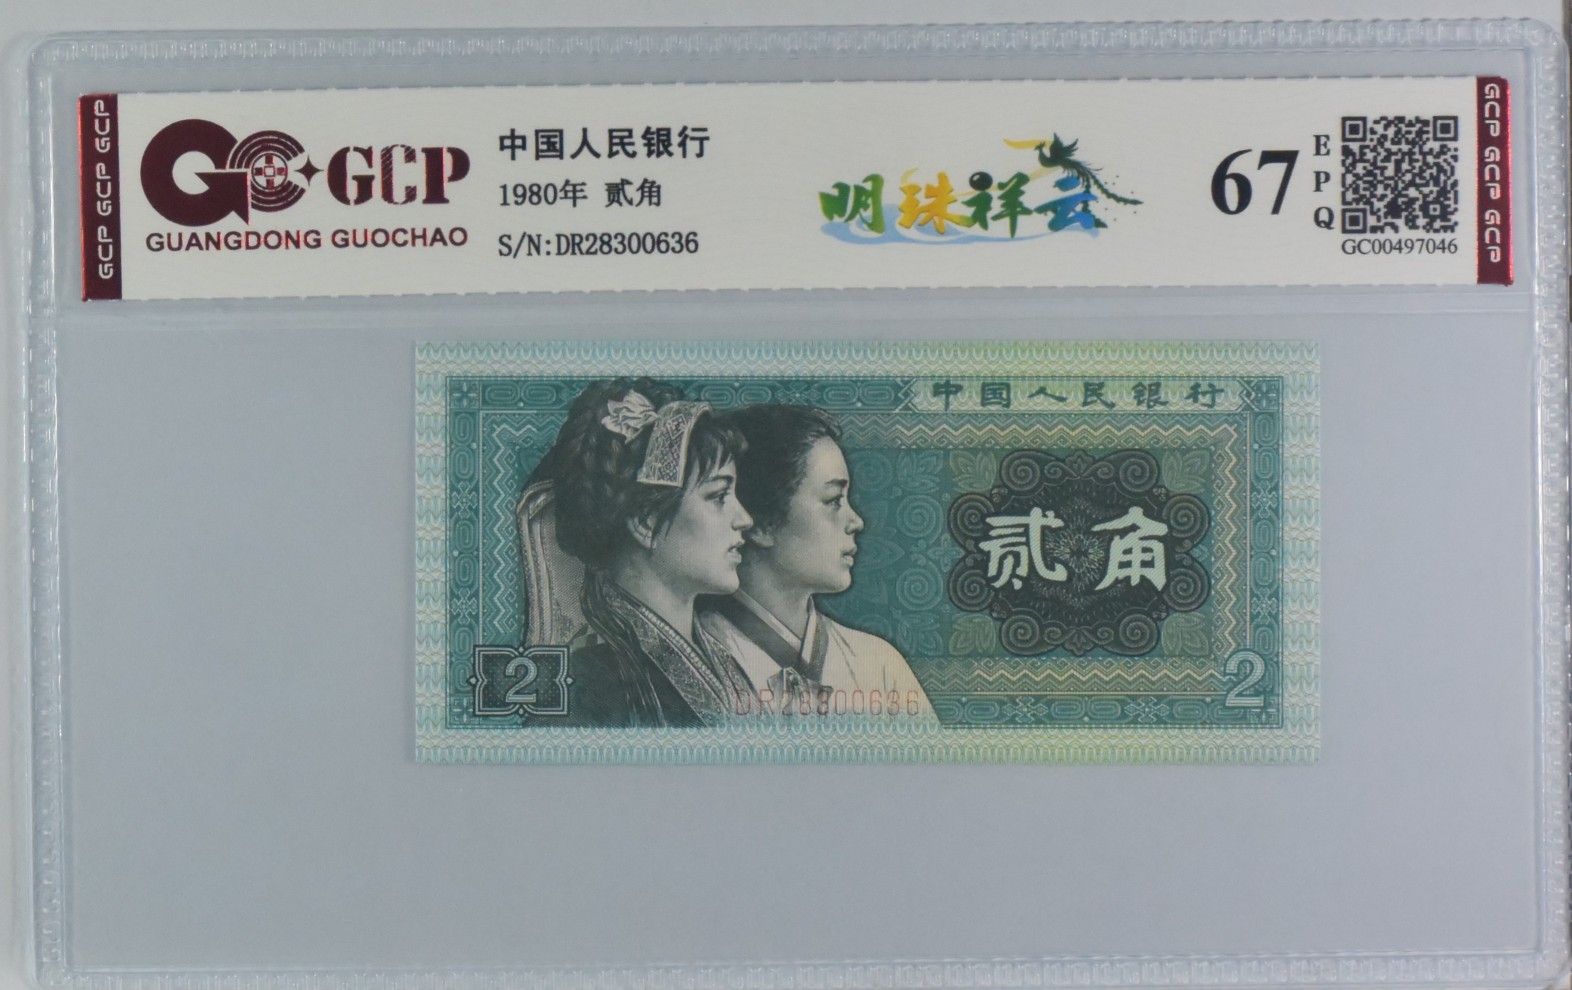 GCP GCP GCP
GCP
GUANGDONG GUOCHAO
中国人民银行
1980年 贰角
S/N:DR28300636
明珠祥云
67
EPQ
GC00497046
GCP GCP GCP
中国人民银行
贰角
2
DR28300636
2